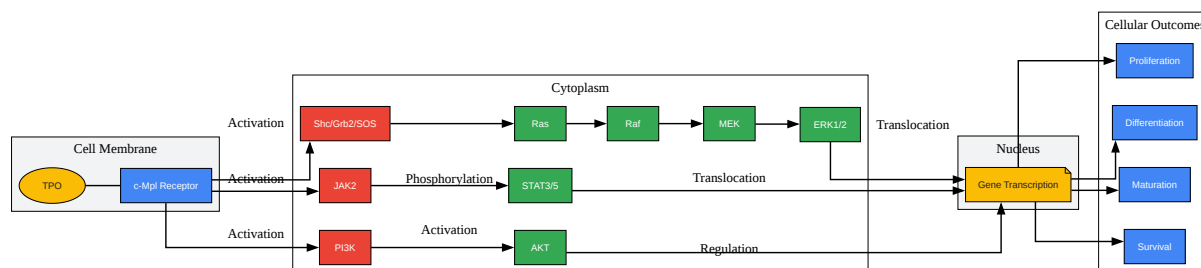 Cellular Outcomes
Proliferation
Cytoplasm
Activation
Shc/Grb2/SOS
Ras
Raf
MEK
ERK1/2
Translocation
Differentiation
Cell Membrane
Nucleus
TPO
c-Mpl Receptor
Activation
JAK2
Phosphorylation
STAT3/5
Translocation
Gene Transcription
Maturation
Activation
PI3K
Activation
AKT
Regulation
Survival